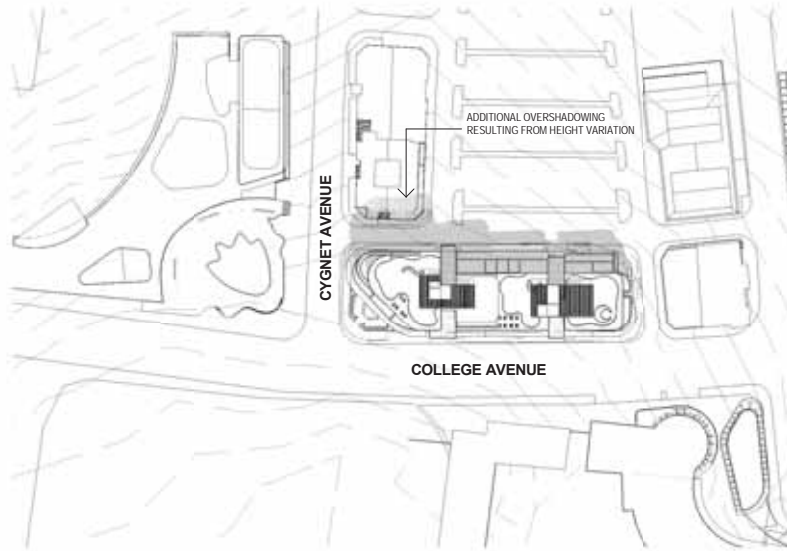 ADDITIONAL OVERSHADOWING
RESULTING FROM HEIGHT VARIATION
CYGNET AVENUE
COLLEGE AVENUE